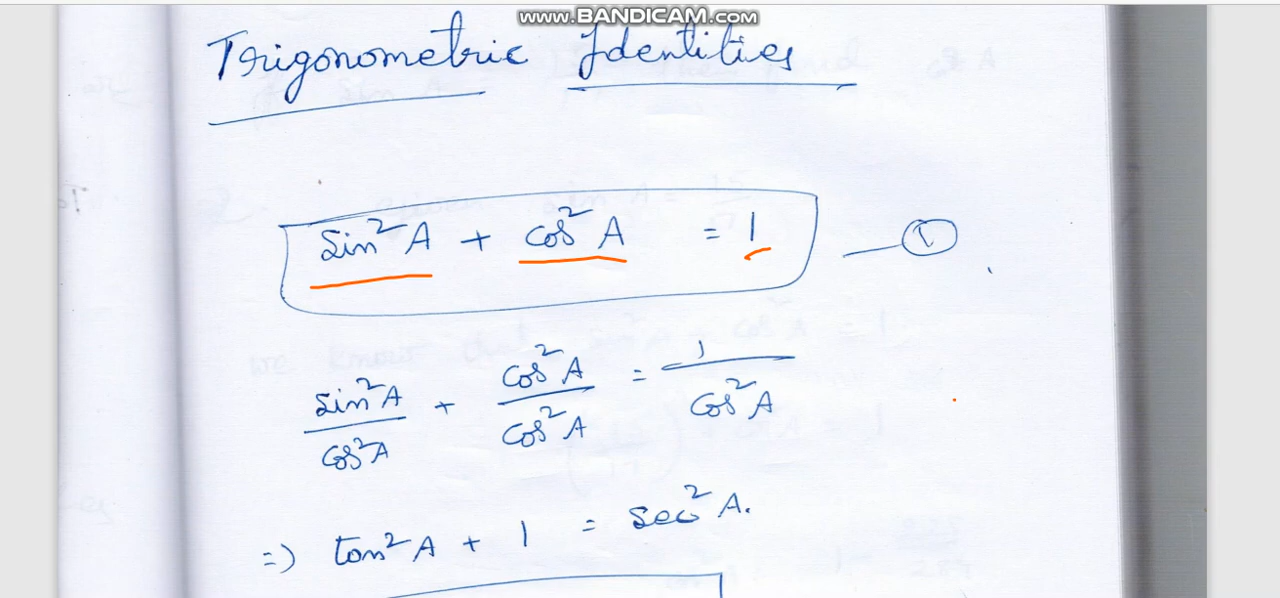 www.BANDICAM.com
Trigonometric Identities
sin²A + cos²A = 1 — ①
sin²A/cos²A + cos²A/cos²A = 1/cos²A
=) tan²A + 1 = sec²A.